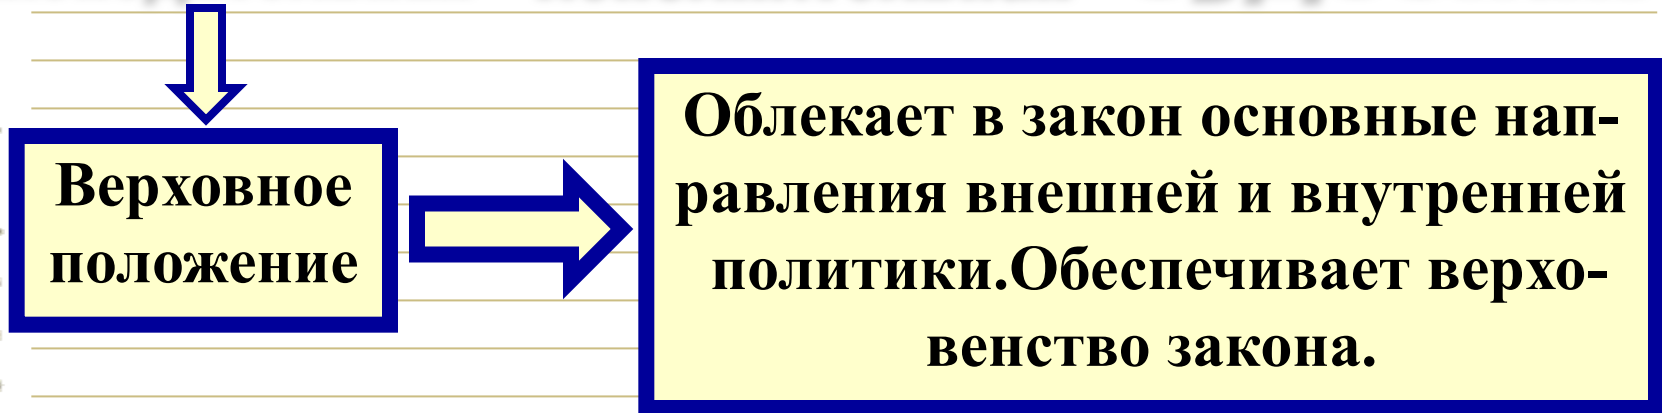 Верховное
положение
Облекает в закон основные нап-
равления внешней и внутренней
политики.Обеспечивает верхо-
венство закона.